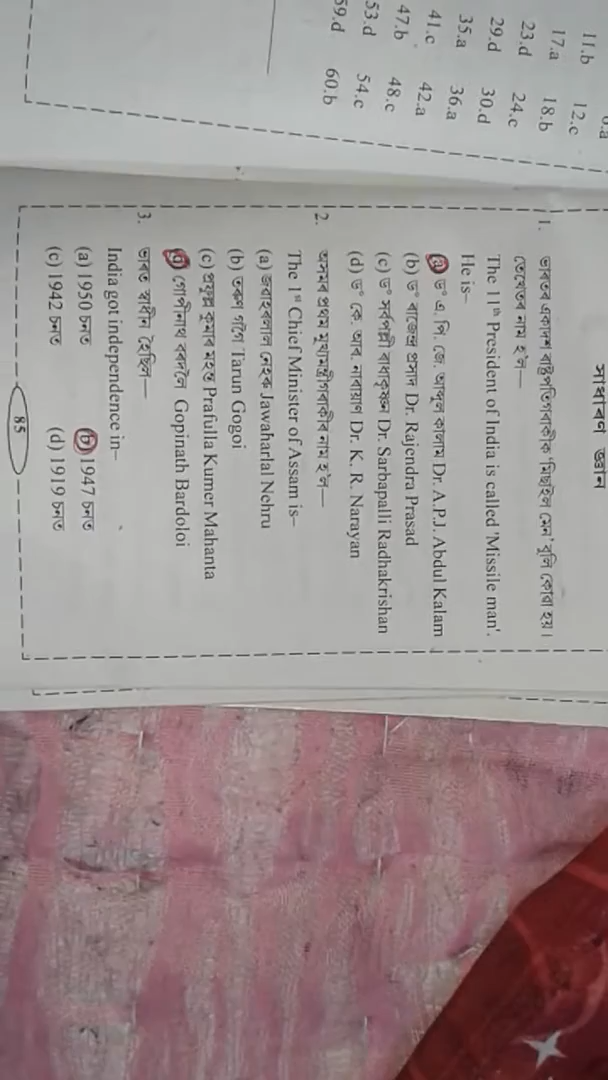 0.a
11.b 12.c
17.a 18.b
23.d 24.c
29.d 30.d
35.a 36.a
41.c 42.a
47.b 48.c
53.d 54.c
59.d 60.b
সাধাৰণ জ্ঞান
1. ভাৰতৰ একাদশ ৰাষ্ট্ৰপতিগৰাকীক 'মিছাইল মেন' বুলি কোৱা হয়।
তেখেতৰ নাম হ'ল—
The 11th President of India is called 'Missile man'.
He is-
(a) ড° এ. পি. জে. আব্দুল কালাম Dr. A.P.J. Abdul Kalam
(b) ড° ৰাজেন্দ্ৰ প্ৰসাদ Dr. Rajendra Prasad
(c) ড° সৰ্বপল্লী ৰাধাকৃষ্ণন Dr. Sarbapalli Radhakrishan
(d) ড° কে. আৰ. নাৰায়াণ Dr. K. R. Narayan
2. অসমৰ প্ৰথম মুখ্যমন্ত্ৰীগৰাকীৰ নাম হ'ল—
The 1st Chief Minister of Assam is-
(a) জৱাহৰলাল নেহৰু Jawaharlal Nehru
(b) তৰুণ গগৈ Tarun Gogoi
(c) প্ৰফুল্ল কুমাৰ মহন্ত Prafulla Kumer Mahanta
(d) গোপীনাথ বৰদলৈ Gopinath Bardoloi
3. ভাৰত স্বাধীন হৈছিল—
India got independence in–
(a) 1950 চনত (b) 1947 চনত
(c) 1942 চনত (d) 1919 চনত
85